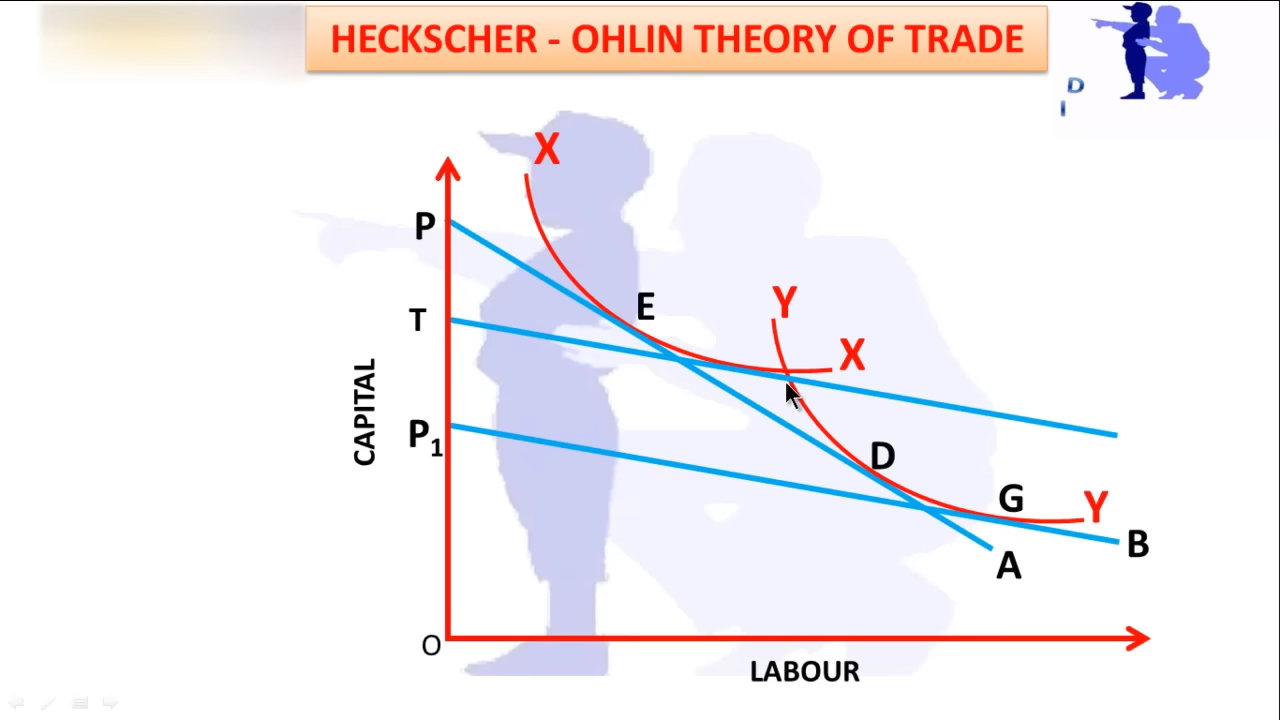 HECKSCHER - OHLIN THEORY OF TRADE
D
I
X
P
E
Y
T
X
CAPITAL
P1
D
G
Y
B
A
O
LABOUR